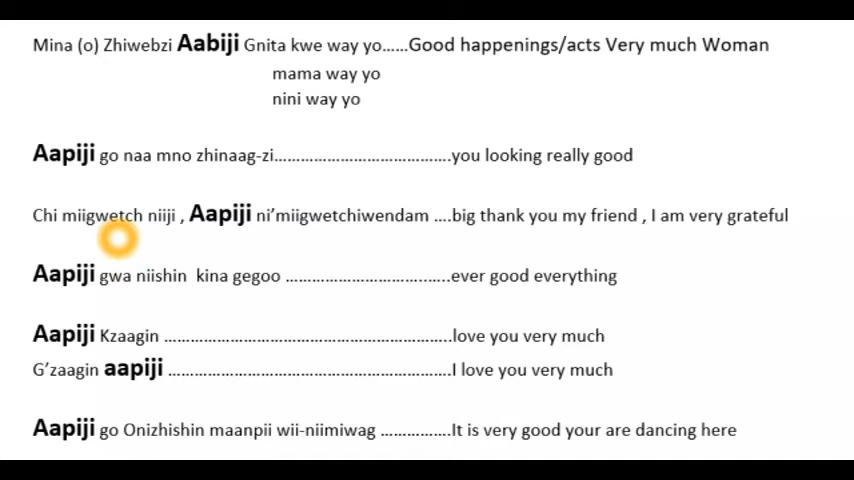 Mina (o) Zhiwebzi Aabiji Gnita kwe way yo......Good happenings/acts Very much Woman
mama way yo
nini way yo
Aapiji go naa mno zhinaag-zi............................................you looking really good
Chi miigwetch niiji , Aapiji ni’miigwetchiwendam ....big thank you my friend , I am very grateful
Aapiji gwa niishin kina gegoo .........................................ever good everything
Aapiji Kzaagin ....................................................................love you very much
G’zaagin aapiji ....................................................................I love you very much
Aapiji go Onizhishin maanpii wii-niimiwag .................It is very good your are dancing here